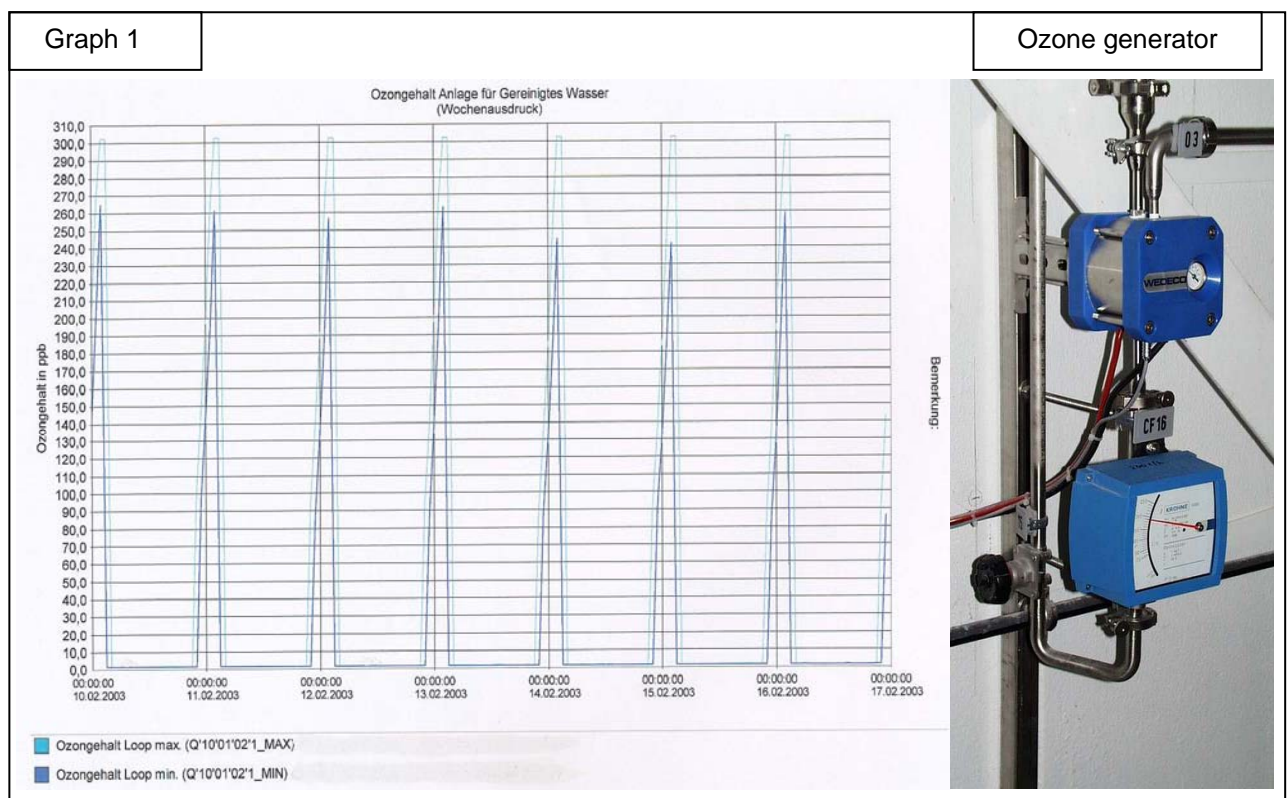 Graph 1
Ozone generator
Ozongehalt Anlage für Gereinigtes Wasser
(Wochenausdruck)
Ozongehalt in ppb
310,0
300,0
290,0
280,0
270,0
260,0
250,0
240,0
230,0
220,0
210,0
200,0
190,0
180,0
170,0
160,0
150,0
140,0
130,0
120,0
110,0
100,0
90,0
80,0
70,0
60,0
50,0
40,0
30,0
20,0
10,0
0,0
00:00:00 00:00:00 00:00:00 00:00:00 00:00:00 00:00:00 00:00:00 00:00:00
10.02.2003 11.02.2003 12.02.2003 13.02.2003 14.02.2003 15.02.2003 16.02.2003 17.02.2003
Bemerkung:
Ozongehalt Loop max. (Q'10'01'02'1_MAX)
Ozongehalt Loop min. (Q'10'01'02'1_MIN)
03
WEDECO
CF16
KROHNE